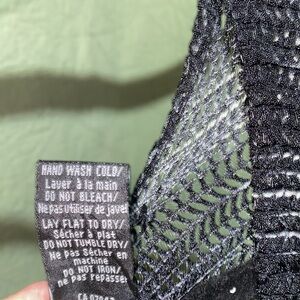 HAND WASH COLD/
Laver à la main
DO NOT BLEACH/
Ne pas utiliser de javel
LAY FLAT TO DRY/
Sécher à plat
DO NOT TUMBLE DRY/
Ne pas Sécher en
machine
DO NOT IRON/
ne pas repasser